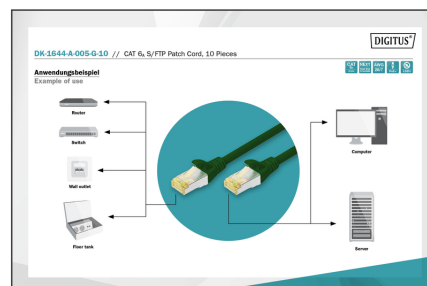 DIGITUS®
DK-1644-A-005-G-10 // CAT 6A S/FTP Patch Cord, 10 Pieces
Anwendungsbeispiel
Example of use
Router
Switch
Wall outlet
Floor tank
Computer
Server